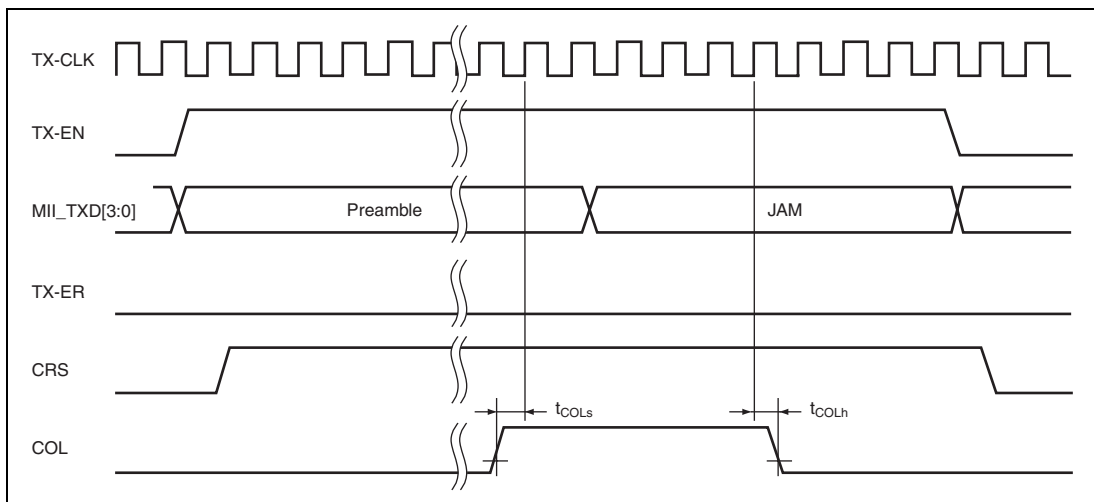 TX-CLK
TX-EN
MII_TXD[3:0]
Preamble
JAM
TX-ER
CRS
tCOLs
tCOLh
COL